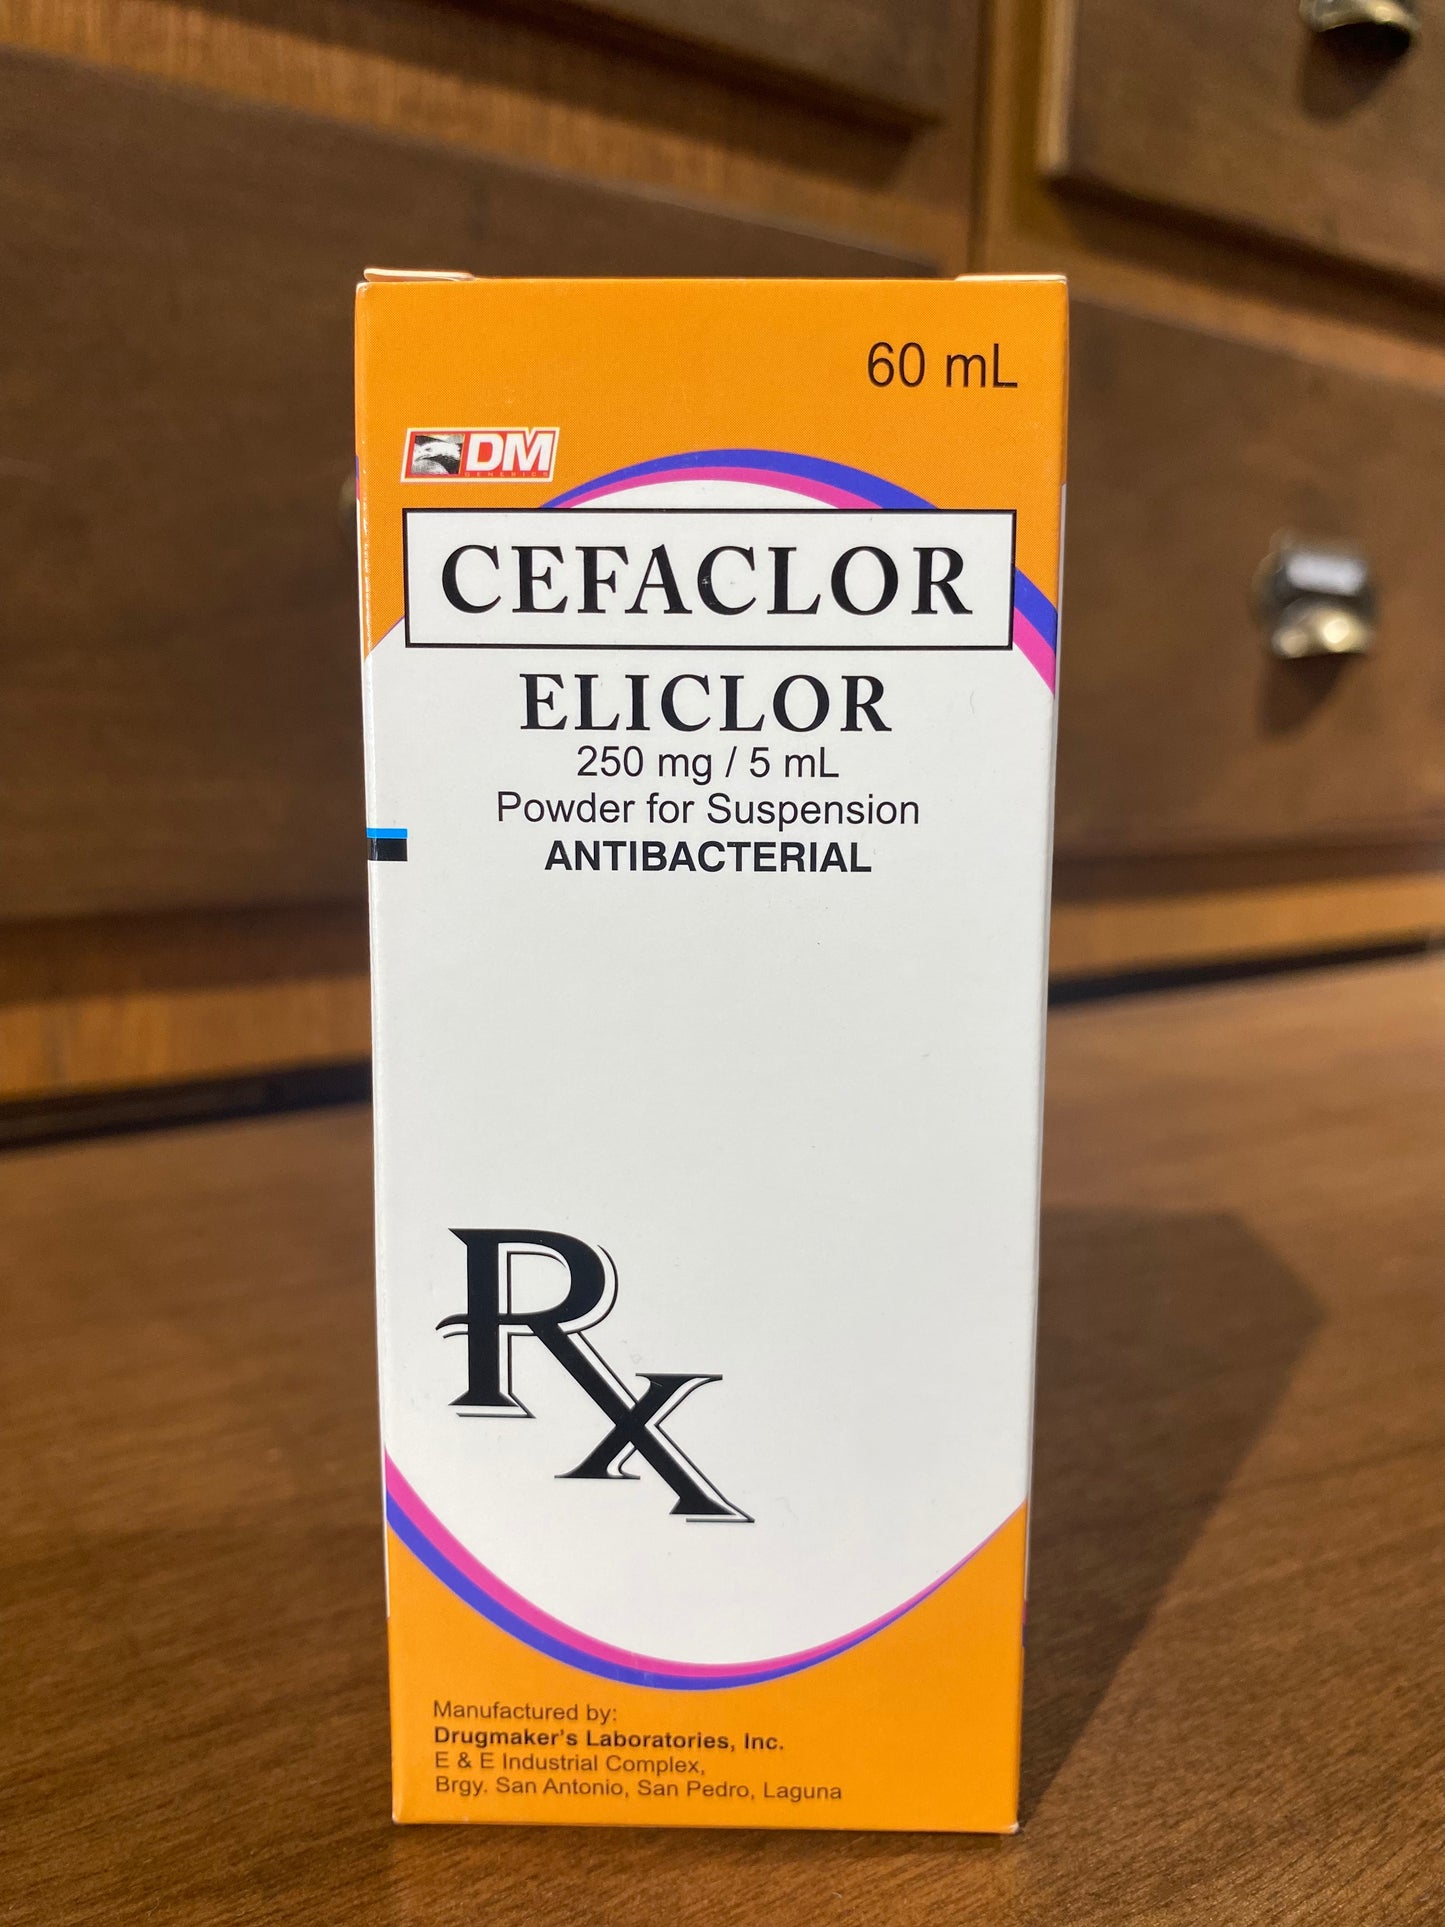 60 mL
DM
GENERICS
CEFACLOR
ELICLOR
250 mg / 5 mL
Powder for Suspension
ANTIBACTERIAL
Rx
Manufactured by:
Drugmaker's Laboratories, Inc.
E & E Industrial Complex,
Brgy. San Antonio, San Pedro, Laguna